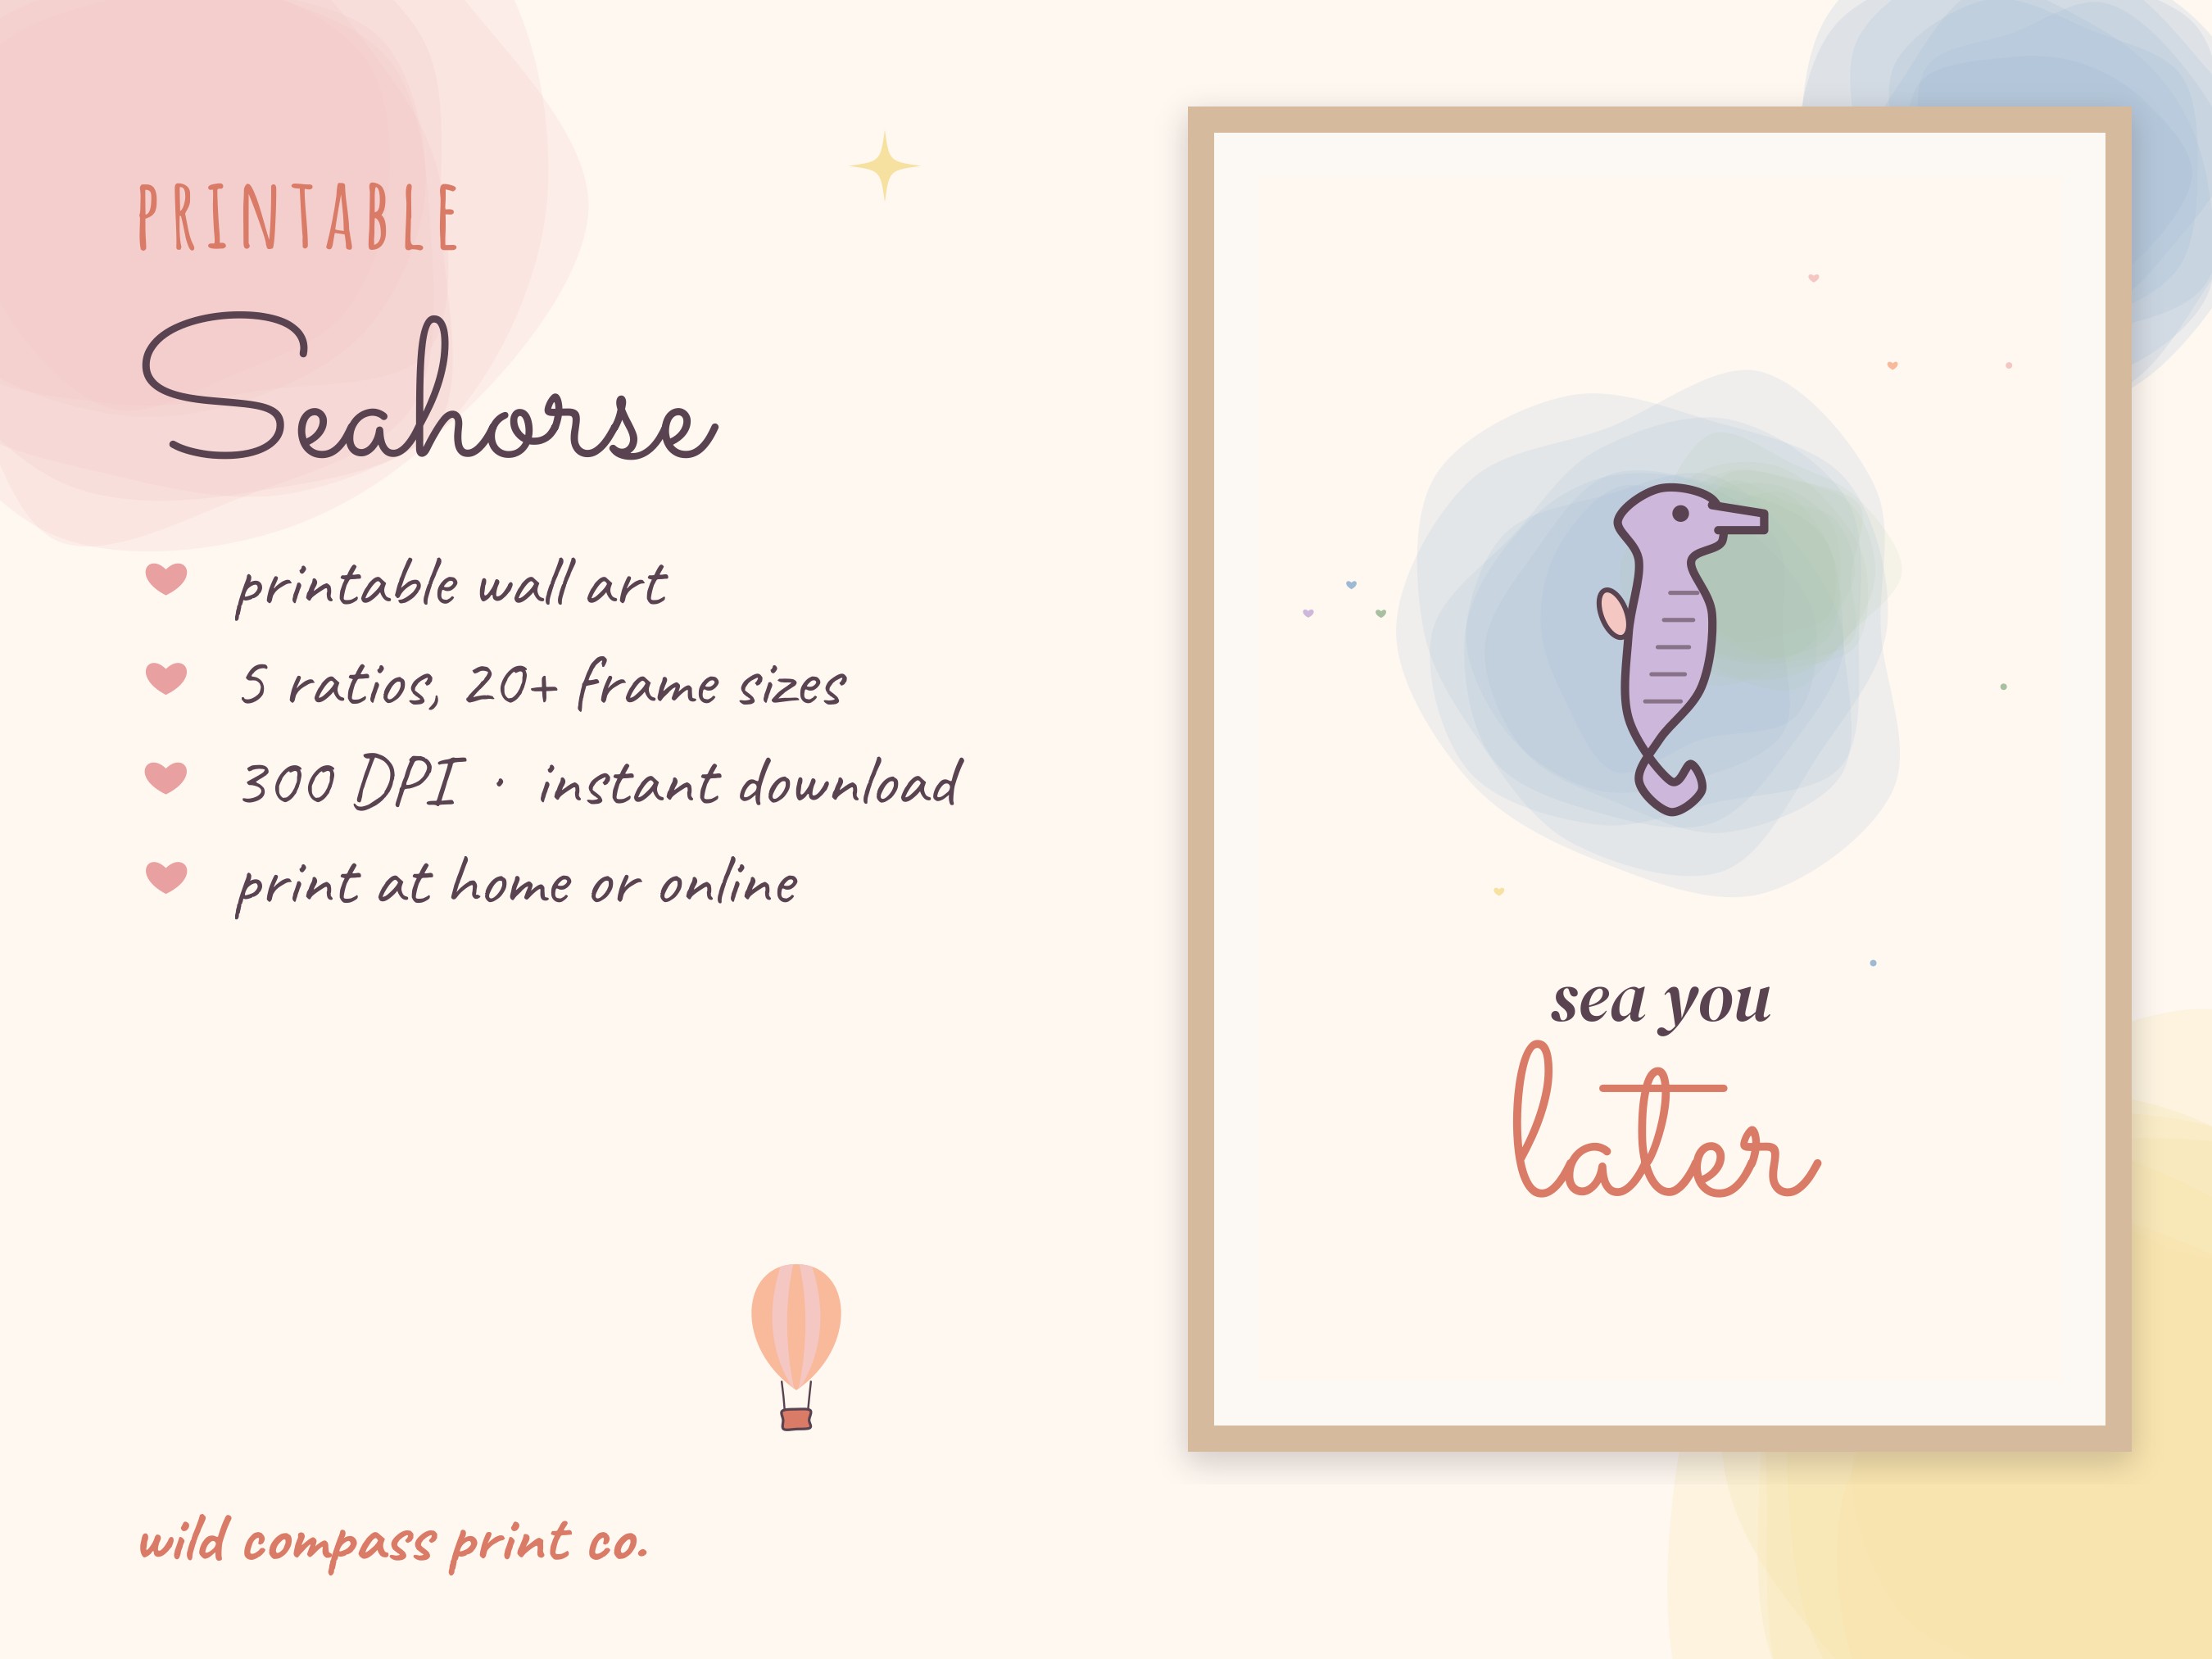 PRINTABLE
Seahorse
printable wall art
5 ratios, 20+ frame sizes
300 DPI · instant download
print at home or online
wild compass print co.
sea you
later